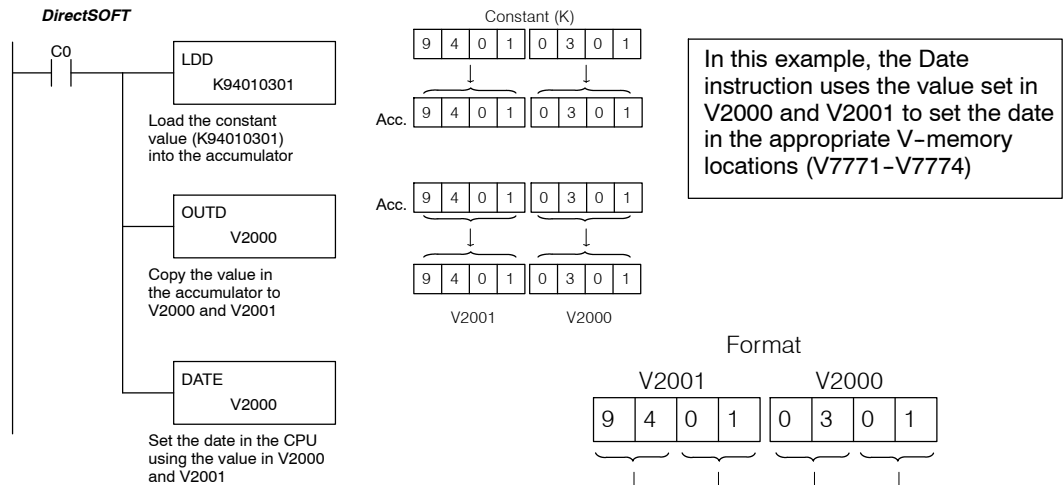 DirectSOFT
C0
LDD
K94010301
Load the constant
value (K94010301)
into the accumulator
OUTD
V2000
Copy the value in
the accumulator to
V2000 and V2001
DATE
V2000
Set the date in the CPU
using the value in V2000
and V2001
Constant (K)
9 4 0 1 0 3 0 1
Acc. 9 4 0 1 0 3 0 1
Acc. 9 4 0 1 0 3 0 1
9 4 0 1 0 3 0 1
V2001 V2000
In this example, the Date
instruction uses the value set in
V2000 and V2001 to set the date
in the appropriate V-memory
locations (V7771-V7774)
Format
V2001 V2000
9 4 0 1 0 3 0 1